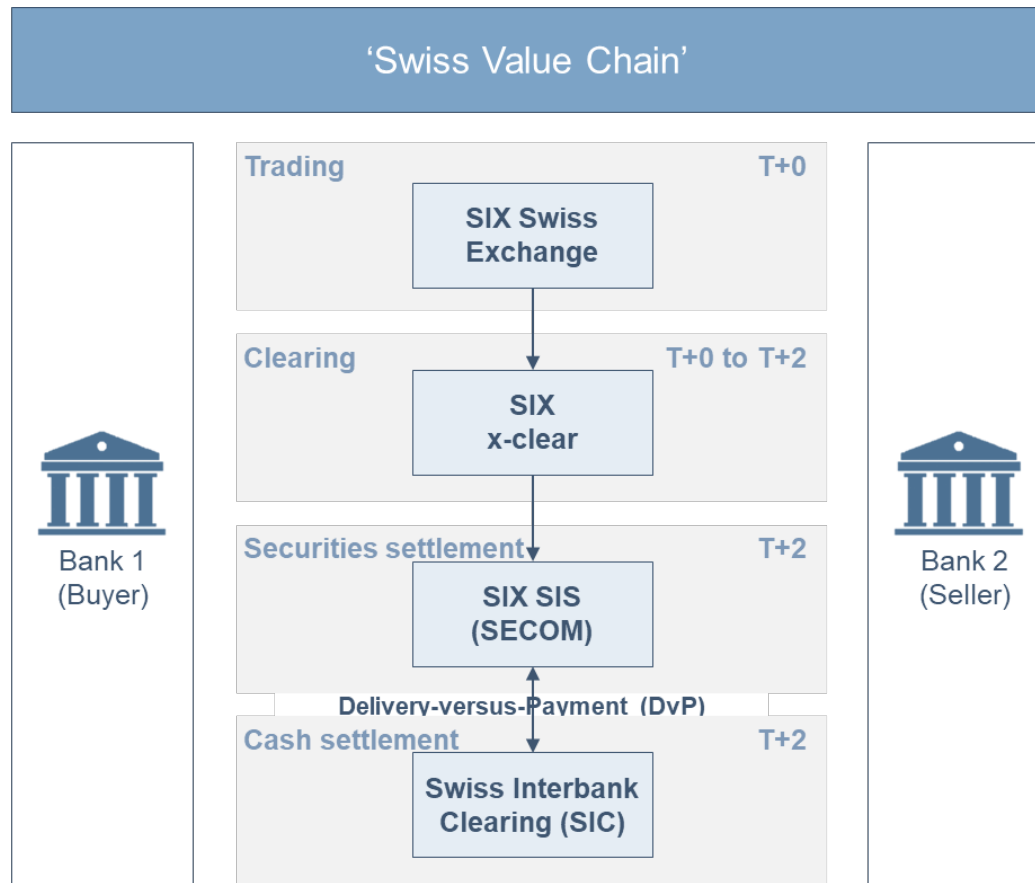 ‘Swiss Value Chain’
Trading
T+0
SIX Swiss
Exchange
Clearing
T+0 to T+2
SIX
x-clear
Bank 1
(Buyer)
Bank 2
(Seller)
Securities settlement
T+2
SIX SIS
(SECOM)
Delivery-versus-Payment (DvP)
Cash settlement
T+2
Swiss Interbank
Clearing (SIC)